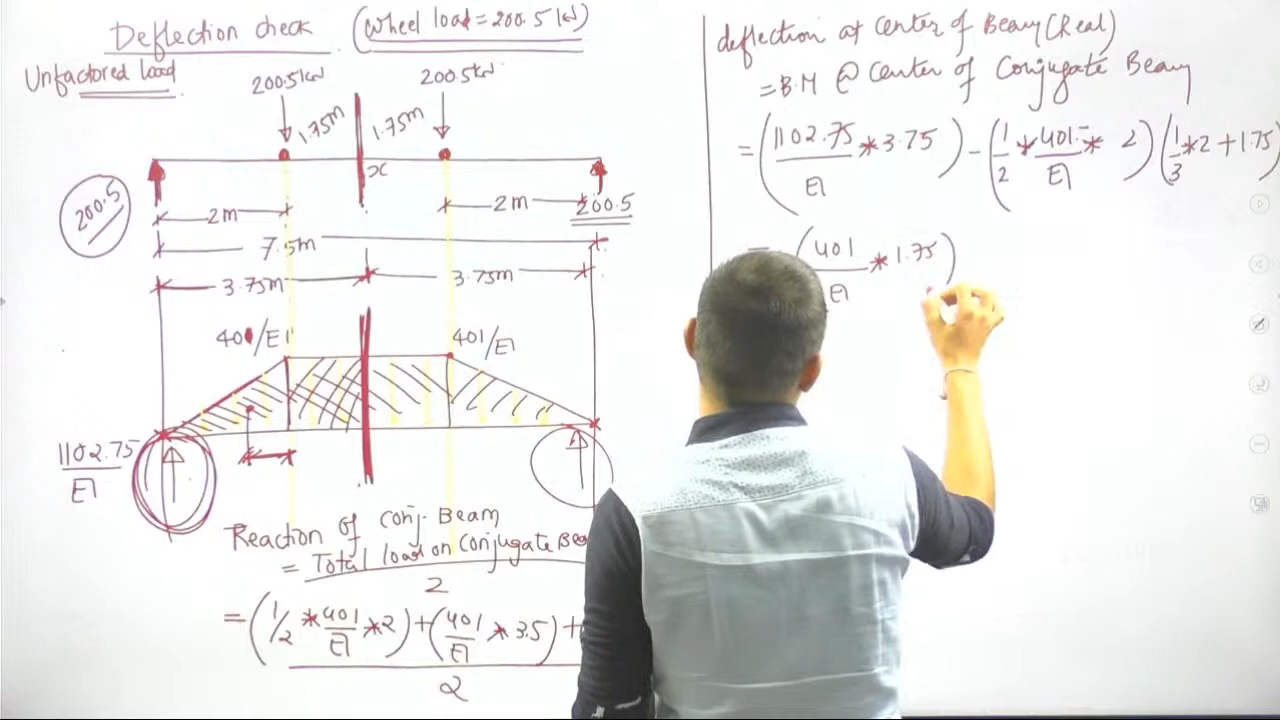 Deflection check (Wheel load = 200.5 kN)
Unfactored load
200.5 kN 200.5 kN
1.75m 1.75m
x
200.5 2m 2m 200.5
7.5m
3.75m 3.75m
401/EI 401/EI
1102.75/EI
Reaction of conj. Beam
= Total load on Conjugate Bea
2
= (1/2 * 401/EI * 2) + (401/EI * 3.5) +
2
deflection at center of Beam (Real)
= B.M @ Center of Conjugate Beam
= (1102.75/EI * 3.75) - (1/2 * 401/EI * 2) (1/3 * 2 + 1.75)
(401/EI * 1.75)